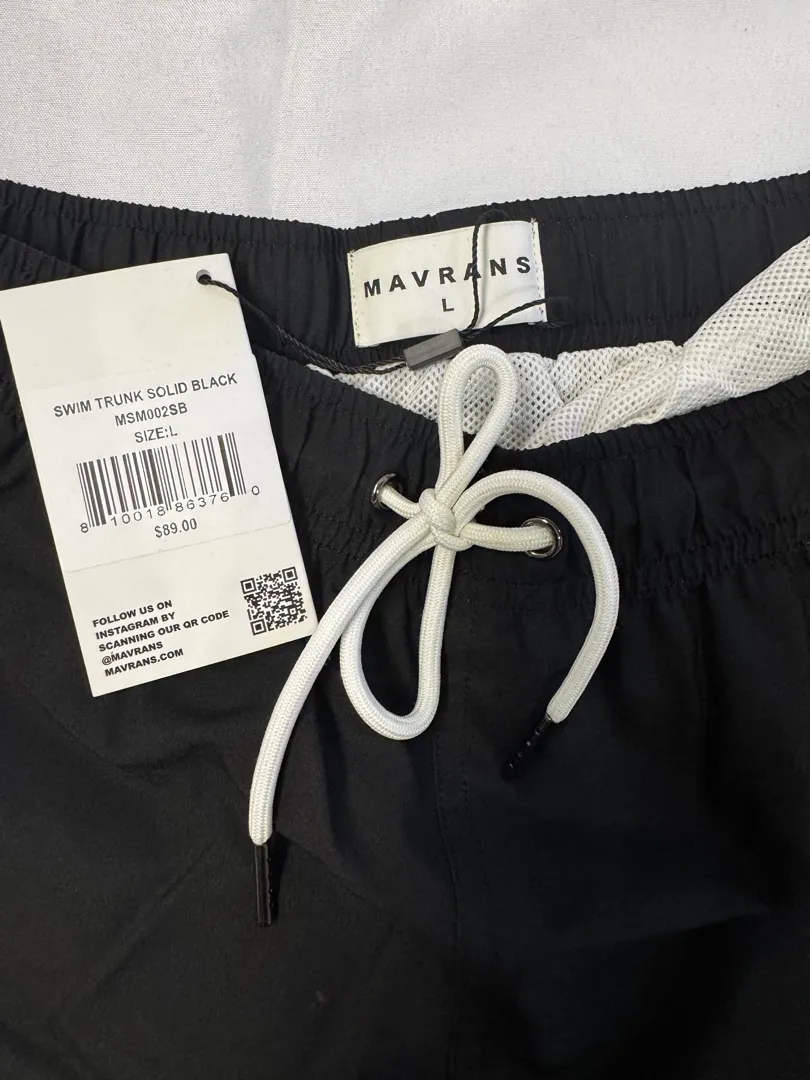 MAVRANS
L
SWIM TRUNK SOLID BLACK
MSM002SB
SIZE:L
8 10018 86376 0
$89.00
FOLLOW US ON
INSTAGRAM BY
SCANNING OUR QR CODE
@MAVRANS
MAVRANS.COM